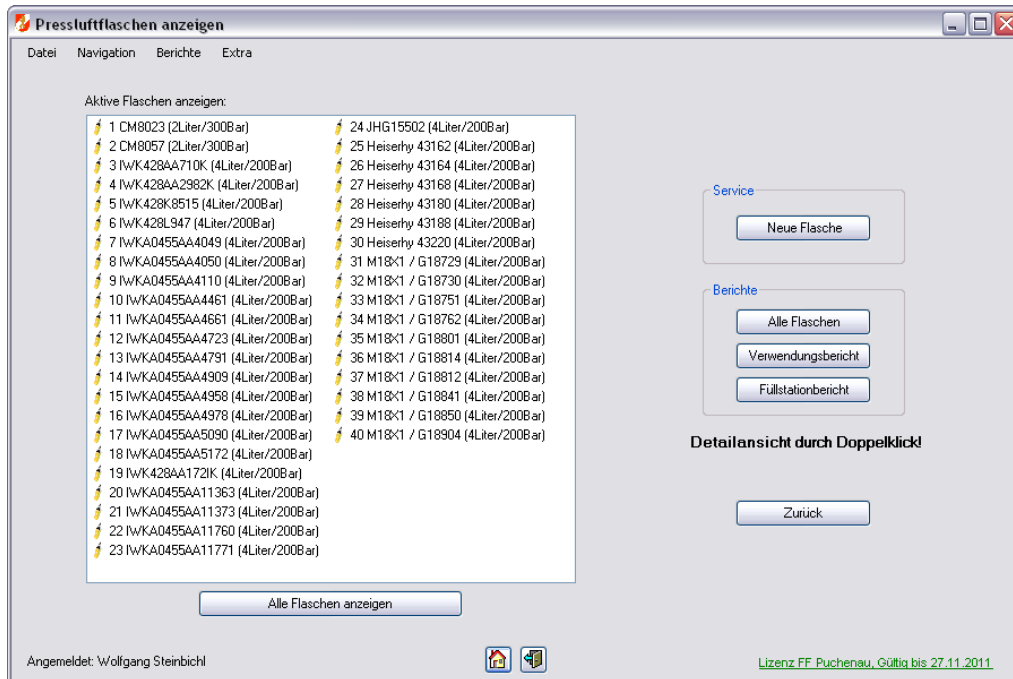 Pressluftflaschen anzeigen
Datei Navigation Berichte Extra
Aktive Flaschen anzeigen:
1 CM8023 (2Liter/300Bar)
2 CM8057 (2Liter/300Bar)
3 IWK428AA710K (4Liter/200Bar)
4 IWK428AA2982K (4Liter/200Bar)
5 IWK428K8515 (4Liter/200Bar)
6 IWK428L947 (4Liter/200Bar)
7 IWKA0455AA4049 (4Liter/200Bar)
8 IWKA0455AA4050 (4Liter/200Bar)
9 IWKA0455AA4110 (4Liter/200Bar)
10 IWKA0455AA4461 (4Liter/200Bar)
11 IWKA0455AA4661 (4Liter/200Bar)
12 IWKA0455AA4723 (4Liter/200Bar)
13 IWKA0455AA4791 (4Liter/200Bar)
14 IWKA0455AA4909 (4Liter/200Bar)
15 IWKA0455AA4958 (4Liter/200Bar)
16 IWKA0455AA4978 (4Liter/200Bar)
17 IWKA0455AA5090 (4Liter/200Bar)
18 IWKA0455AA5172 (4Liter/200Bar)
19 IWK428AA172IK (4Liter/200Bar)
20 IWKA0455AA11363 (4Liter/200Bar)
21 IWKA0455AA11373 (4Liter/200Bar)
22 IWKA0455AA11760 (4Liter/200Bar)
23 IWKA0455AA11771 (4Liter/200Bar)
24 JHG15502 (4Liter/200Bar)
25 Heiserhy 43162 (4Liter/200Bar)
26 Heiserhy 43164 (4Liter/200Bar)
27 Heiserhy 43168 (4Liter/200Bar)
28 Heiserhy 43180 (4Liter/200Bar)
29 Heiserhy 43188 (4Liter/200Bar)
30 Heiserhy 43220 (4Liter/200Bar)
31 M18X1 / G18729 (4Liter/200Bar)
32 M18X1 / G18730 (4Liter/200Bar)
33 M18X1 / G18751 (4Liter/200Bar)
34 M18X1 / G18762 (4Liter/200Bar)
35 M18X1 / G18801 (4Liter/200Bar)
36 M18X1 / G18814 (4Liter/200Bar)
37 M18X1 / G18812 (4Liter/200Bar)
38 M18X1 / G18841 (4Liter/200Bar)
39 M18X1 / G18850 (4Liter/200Bar)
40 M18X1 / G18904 (4Liter/200Bar)
Alle Flaschen anzeigen
Service
Neue Flasche
Berichte
Alle Flaschen
Verwendungsbericht
Füllstationbericht
Detailansicht durch Doppelklick!
Zurück
Angemeldet: Wolfgang Steinbichl
Lizenz FF Puchenau, Gültig bis 27.11.2011